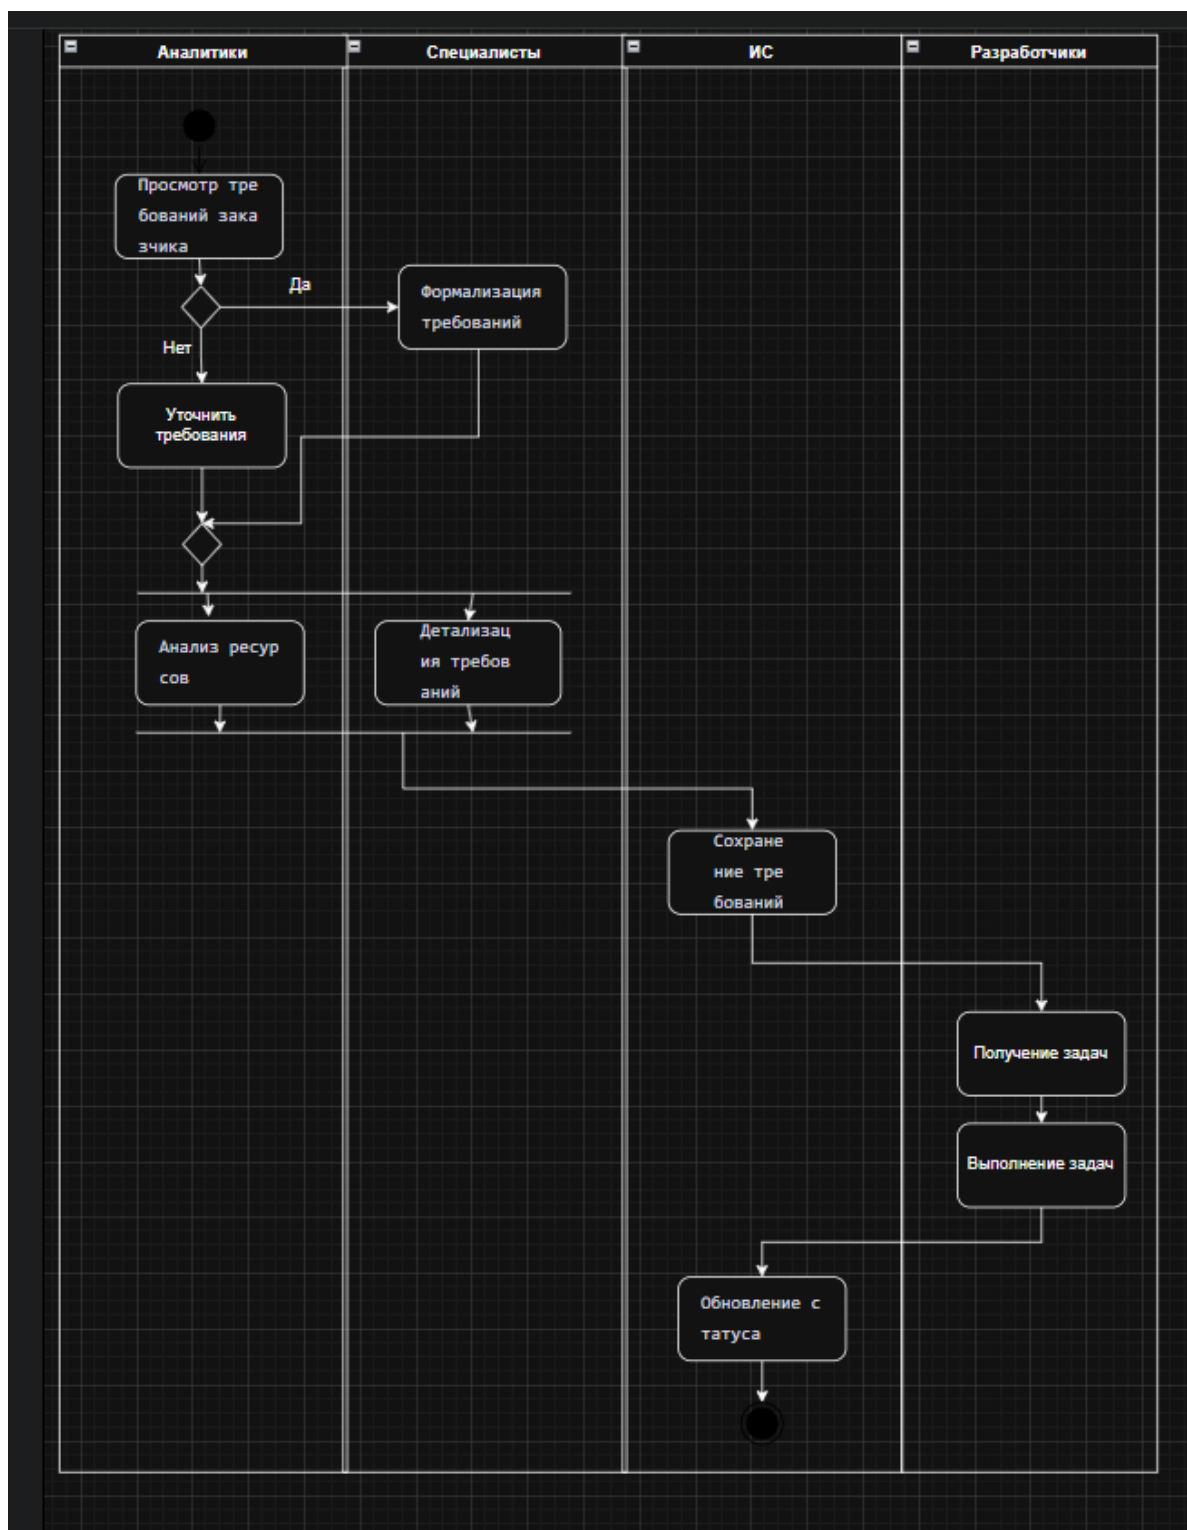 Аналитики
Специалисты
ИС
Разработчики
Просмотр тре
бований зака
зчика
Да
Формализация
требований
Нет
Уточнить
требования
Анализ ресур
сов
Детализац
ия требов
аний
Сохране
ние тре
бований
Получение задач
Выполнение задач
Обновление с
татуса